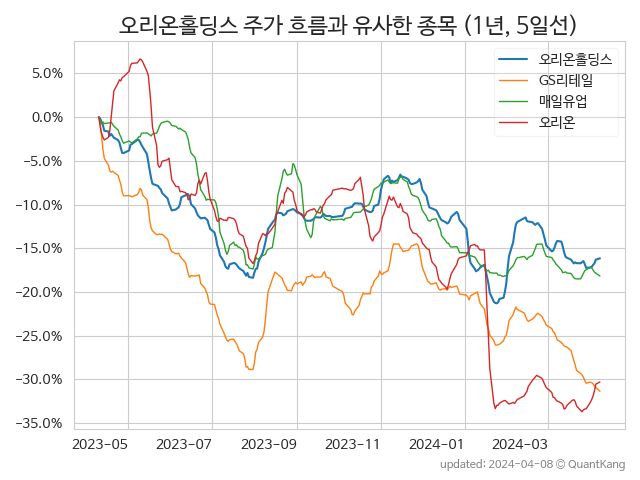 오리온홀딩스 주가 흐름과 유사한 종목 (1년, 5일선)
오리온홀딩스
GS리테일
매일유업
오리온
5.0%
0.0%
−5.0%
−10.0%
−15.0%
−20.0%
−25.0%
−30.0%
−35.0%
2023-05 2023-07 2023-09 2023-11 2024-01 2024-03
updated: 2024-04-08 © QuantKang